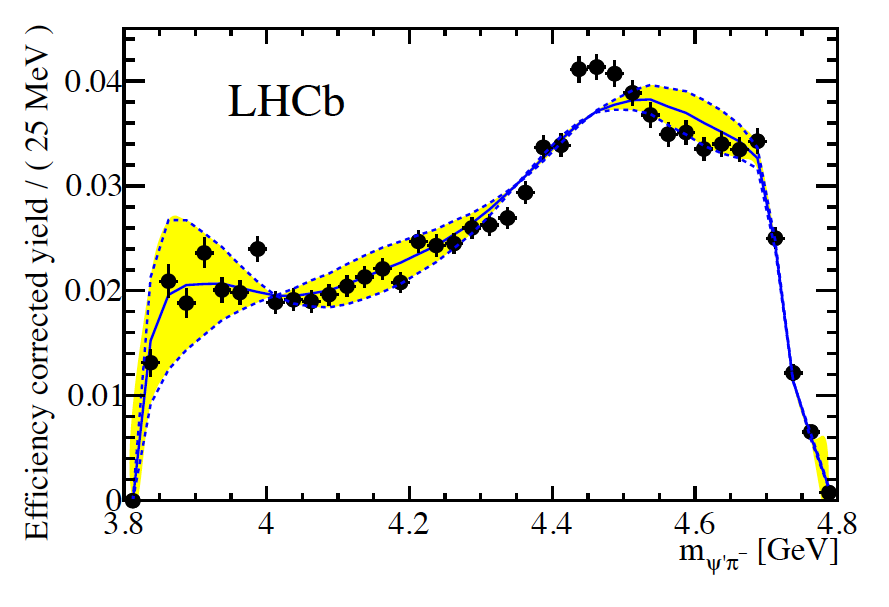 Efficiency corrected yield / ( 25 MeV )
LHCb
0.04
0.03
0.02
0.01
0
3.8 4 4.2 4.4 4.6 4.8
m_ψ'π⁻ [GeV]